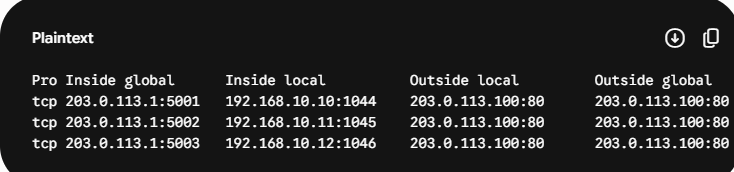 Plaintext
Pro Inside global      Inside local          Outside local         Outside global
tcp 203.0.113.1:5001   192.168.10.10:1044    203.0.113.100:80      203.0.113.100:80
tcp 203.0.113.1:5002   192.168.10.11:1045    203.0.113.100:80      203.0.113.100:80
tcp 203.0.113.1:5003   192.168.10.12:1046    203.0.113.100:80      203.0.113.100:80